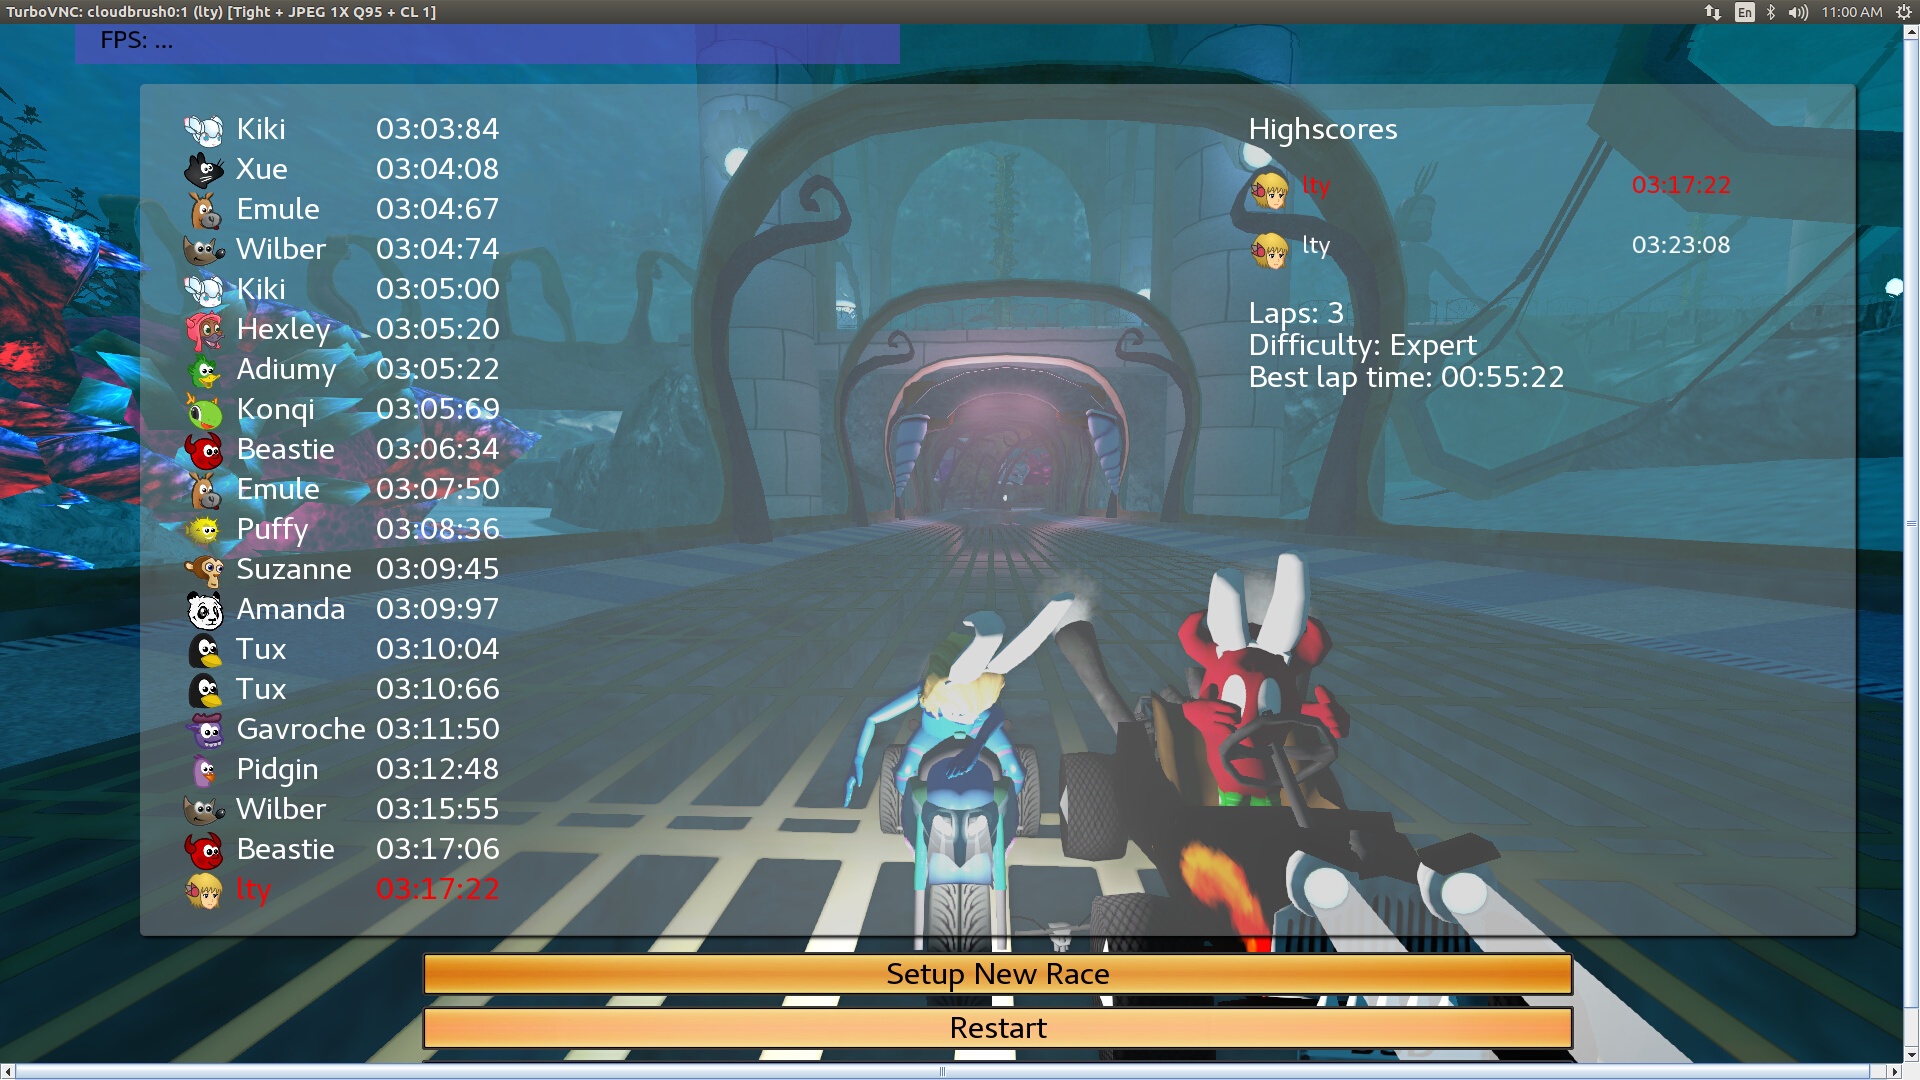 TurboVNC: cloudbrush0:1 (lty) [Tight + JPEG 1X Q95 + CL 1]
En
11:00 AM
FPS: ...
Kiki 03:03:84
Xue 03:04:08
Emule 03:04:67
Wilber 03:04:74
Kiki 03:05:00
Hexley 03:05:20
Adiumy 03:05:22
Konqi 03:05:69
Beastie 03:06:34
Emule 03:07:50
Puffy 03:08:36
Suzanne 03:09:45
Amanda 03:09:97
Tux 03:10:04
Tux 03:10:66
Gavroche 03:11:50
Pidgin 03:12:48
Wilber 03:15:55
Beastie 03:17:06
lty 03:17:22
Highscores
lty 03:17:22
lty 03:23:08
Laps: 3
Difficulty: Expert
Best lap time: 00:55:22
Setup New Race
Restart